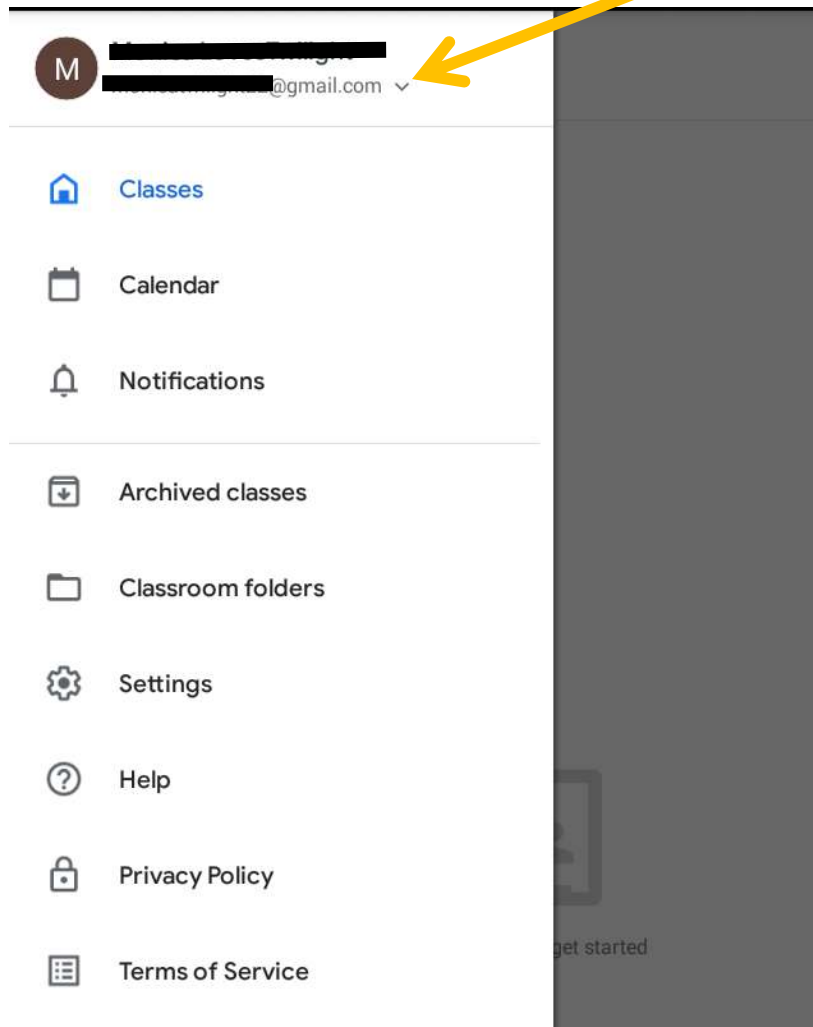 M
@gmail.com
Classes
Calendar
Notifications
Archived classes
Classroom folders
Settings
Help
Privacy Policy
get started
Terms of Service